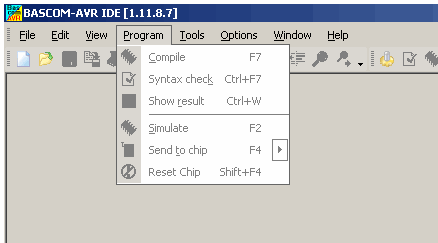 BASCOM-AVR IDE [1.11.8.7]
File Edit View Program Tools Options Window Help
Compile F7
Syntax check Ctrl+F7
Show result Ctrl+W
Simulate F2
Send to chip F4
Reset Chip Shift+F4